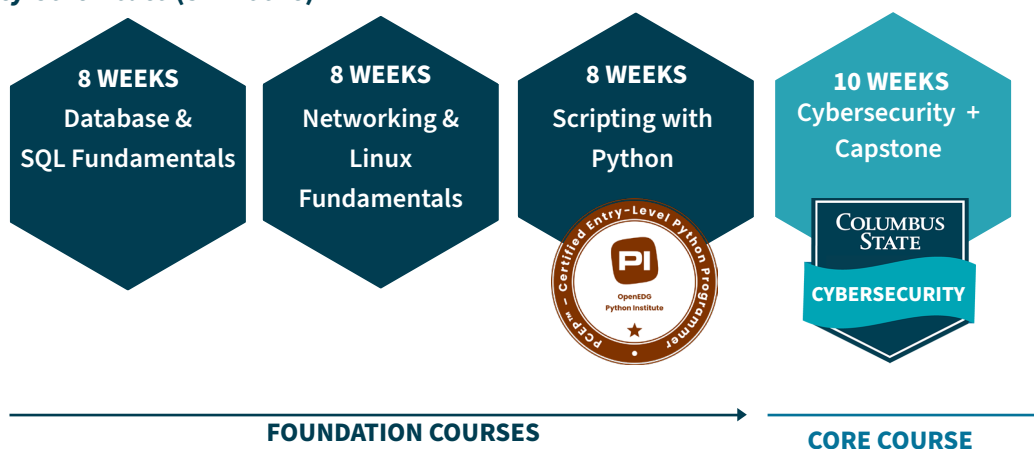 8 WEEKS
Database &
SQL Fundamentals
8 WEEKS
Networking &
Linux
Fundamentals
8 WEEKS
Scripting with
Python
PCEP™ – Certified Entry-Level Python Programmer
PI
OpenEDG
Python Institute
10 WEEKS
Cybersecurity +
Capstone
COLUMBUS
STATE
CYBERSECURITY
FOUNDATION COURSES
CORE COURSE